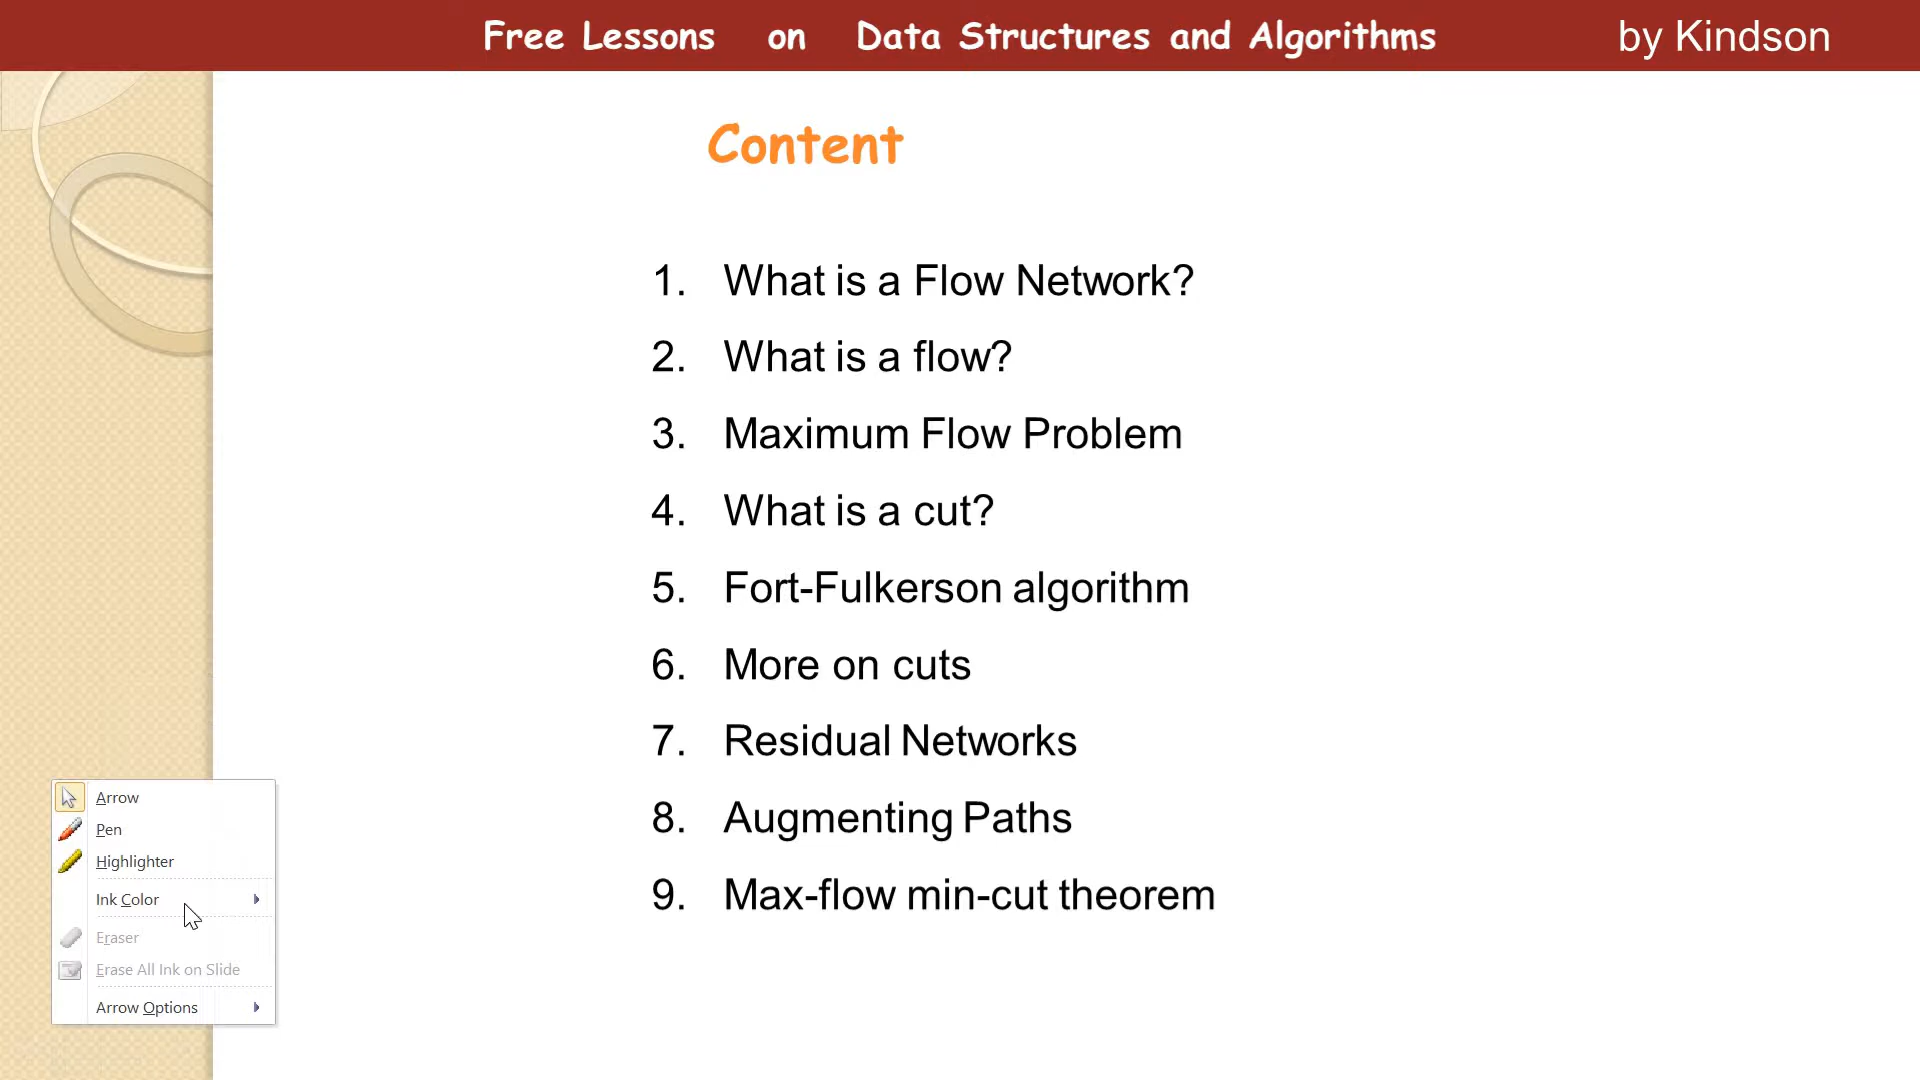 Free Lessons on Data Structures and Algorithms by Kindson
Content
1. What is a Flow Network?
2. What is a flow?
3. Maximum Flow Problem
4. What is a cut?
5. Fort-Fulkerson algorithm
6. More on cuts
7. Residual Networks
8. Augmenting Paths
9. Max-flow min-cut theorem
Arrow
Pen
Highlighter
Ink Color
Eraser
Erase All Ink on Slide
Arrow Options